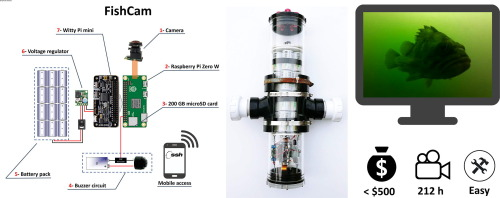 FishCam
7- Witty Pi mini
1- Camera
6- Voltage regulator
2- Raspberry Pi Zero W
3- 200 GB microSD card
ssh
5- Battery pack
4- Buzzer circuit
Mobile access
< $500
212 h
Easy